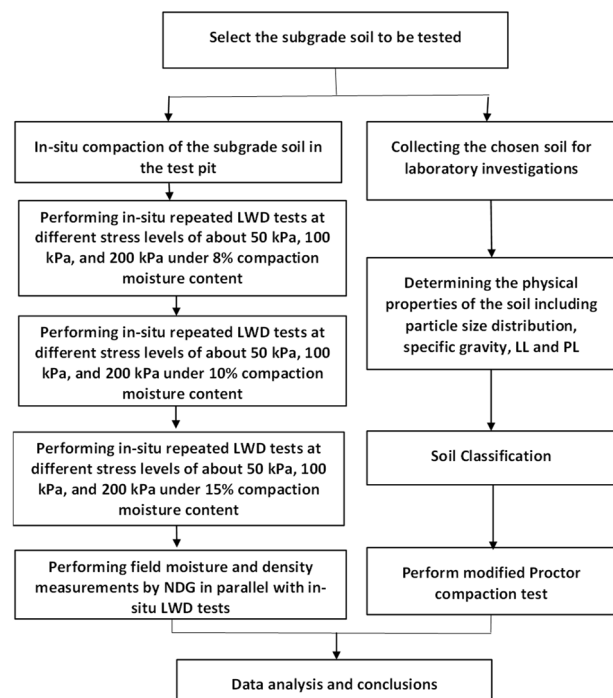 Select the subgrade soil to be tested
In-situ compaction of the subgrade soil in
the test pit
Performing in-situ repeated LWD tests at
different stress levels of about 50 kPa, 100
kPa, and 200 kPa under 8% compaction
moisture content
Performing in-situ repeated LWD tests at
different stress levels of about 50 kPa, 100
kPa, and 200 kPa under 10% compaction
moisture content
Performing in-situ repeated LWD tests at
different stress levels of about 50 kPa, 100
kPa, and 200 kPa under 15% compaction
moisture content
Performing field moisture and density
measurements by NDG in parallel with in-
situ LWD tests
Collecting the chosen soil for
laboratory investigations
Determining the physical
properties of the soil including
particle size distribution,
specific gravity, LL and PL
Soil Classification
Perform modified Proctor
compaction test
Data analysis and conclusions